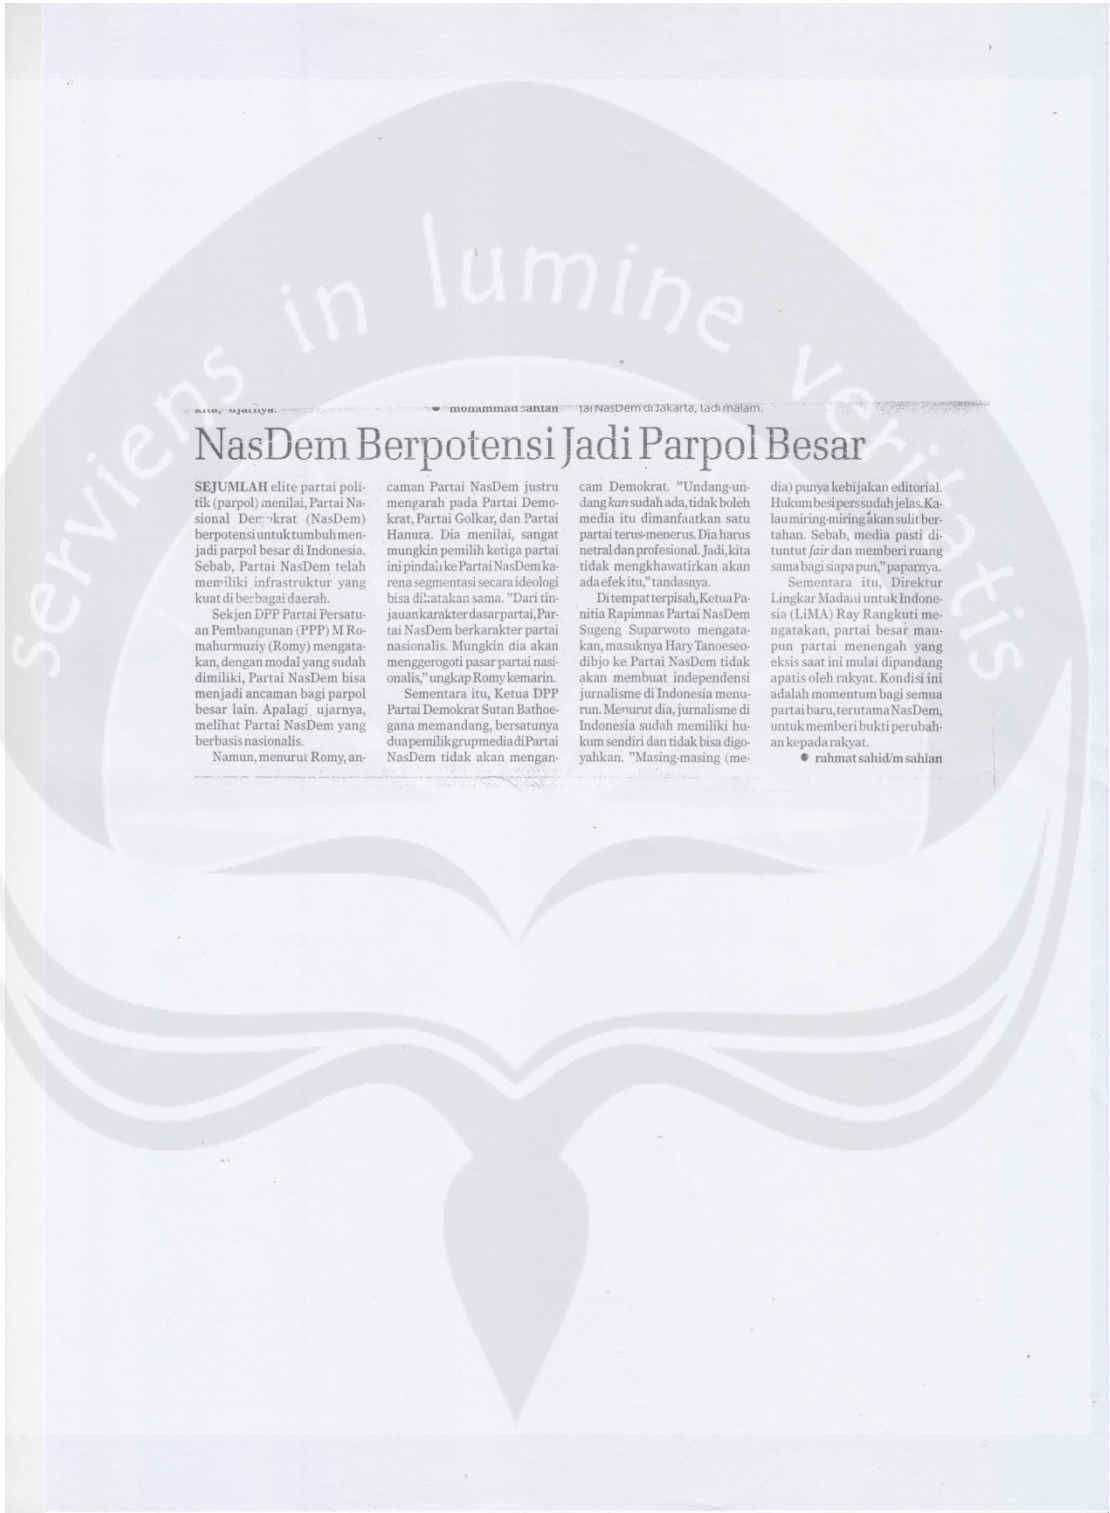 serviens in lumine veritatis
kita," ujarnya.
● mohammad sahlan
tai NasDem di Jakarta, tadi malam.
NasDem Berpotensi Jadi Parpol Besar
SEJUMLAH elite partai poli-
tik (parpol) menilai, Partai Na-
sional Demokrat (NasDem)
berpotensi untuk tumbuh men-
jadi parpol besar di Indonesia.
Sebab, Partai NasDem telah
memiliki infrastruktur yang
kuat di berbagai daerah.
Sekjen DPP Partai Persatu-
an Pembangunan (PPP) M Ro-
mahurmuziy (Romy) mengata-
kan, dengan modal yang sudah
dimiliki, Partai NasDem bisa
menjadi ancaman bagi parpol
besar lain. Apalagi, ujarnya,
melihat Partai NasDem yang
berbasis nasionalis.
Namun, menurut Romy, an-
caman Partai NasDem justru
mengarah pada Partai Demo-
krat, Partai Golkar, dan Partai
Hanura. Dia menilai, sangat
mungkin pemilih ketiga partai
ini pindah ke Partai NasDem ka-
rena segmentasi secara ideologi
bisa dikatakan sama. "Dari tin-
jauan karakter dasar partai, Par-
tai NasDem berkarakter partai
nasionalis. Mungkin dia akan
menggerogoti pasar partai nasi-
onalis," ungkap Romy kemarin.
Sementara itu, Ketua DPP
Partai Demokrat Sutan Bathoe-
gana memandang, bersatunya
dua pemilik grup media di Partai
NasDem tidak akan mengan-
cam Demokrat. "Undang-un-
dang kan sudah ada, tidak boleh
media itu dimanfaatkan satu
partai terus-menerus. Dia harus
netral dan profesional. Jadi, kita
tidak mengkhawatirkan akan
ada efek itu," tandasnya.
Di tempat terpisah, Ketua Pa-
nitia Rapimnas Partai NasDem
Sugeng Suparwoto mengata-
kan, masuknya Hary Tanoeseo-
dibjo ke Partai NasDem tidak
akan membuat independensi
jurnalisme di Indonesia menu-
run. Menurut dia, jurnalisme di
Indonesia sudah memiliki hu-
kum sendiri dan tidak bisa digo-
yahkan. "Masing-masing (me-
dia) punya kebijakan editorial.
Hukum besi pers sudah jelas. Ka-
lau miring-miring akan sulit ber-
tahan. Sebab, media pasti di-
tuntut fair dan memberi ruang
sama bagi siapa pun," paparnya.
Sementara itu, Direktur
Lingkar Madani untuk Indone-
sia (LiMA) Ray Rangkuti me-
ngatakan, partai besar mau-
pun partai menengah yang
eksis saat ini mulai dipandang
apatis oleh rakyat. Kondisi ini
adalah momentum bagi semua
partai baru, terutama NasDem,
untuk memberi bukti perubah-
an kepada rakyat.
● rahmat sahid/m sahlan